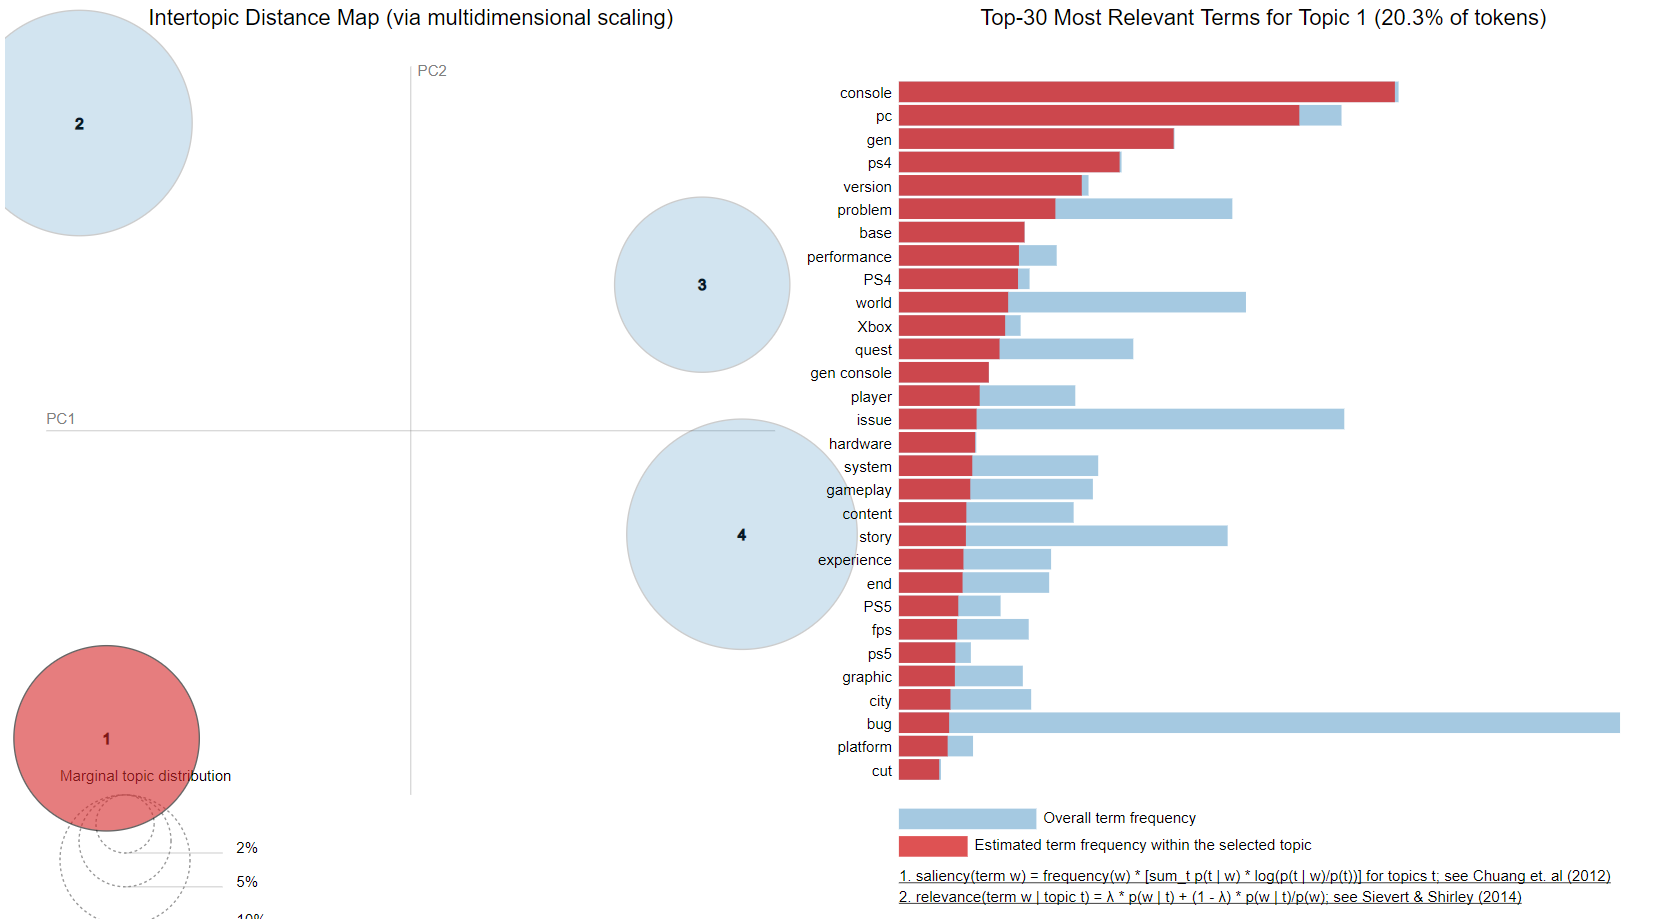 Intertopic Distance Map (via multidimensional scaling)
PC2
PC1
2
3
4
1
Marginal topic distribution
2%
5%
10%
Top-30 Most Relevant Terms for Topic 1 (20.3% of tokens)
console
pc
gen
ps4
version
problem
base
performance
PS4
world
Xbox
quest
gen console
player
issue
hardware
system
gameplay
content
story
experience
end
PS5
fps
ps5
graphic
city
bug
platform
cut
Overall term frequency
Estimated term frequency within the selected topic
1. saliency(term w) = frequency(w) * [sum_t p(t | w) * log(p(t | w)/p(t))] for topics t; see Chuang et. al (2012)
2. relevance(term w | topic t) = λ * p(w | t) + (1 - λ) * p(w | t)/p(w); see Sievert & Shirley (2014)